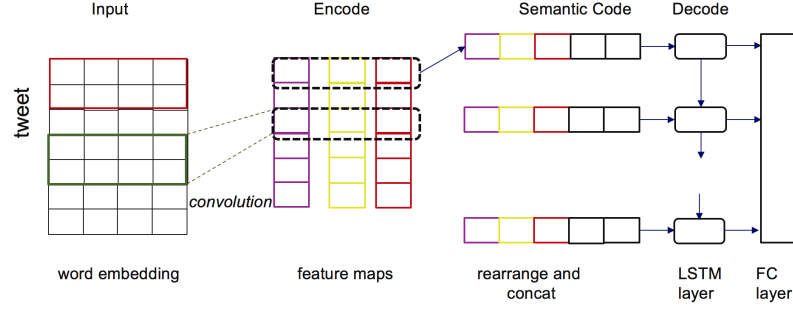 Input
Encode
Semantic Code
Decode
tweet
convolution
word embedding
feature maps
rearrange and
concat
LSTM
layer
FC
layer